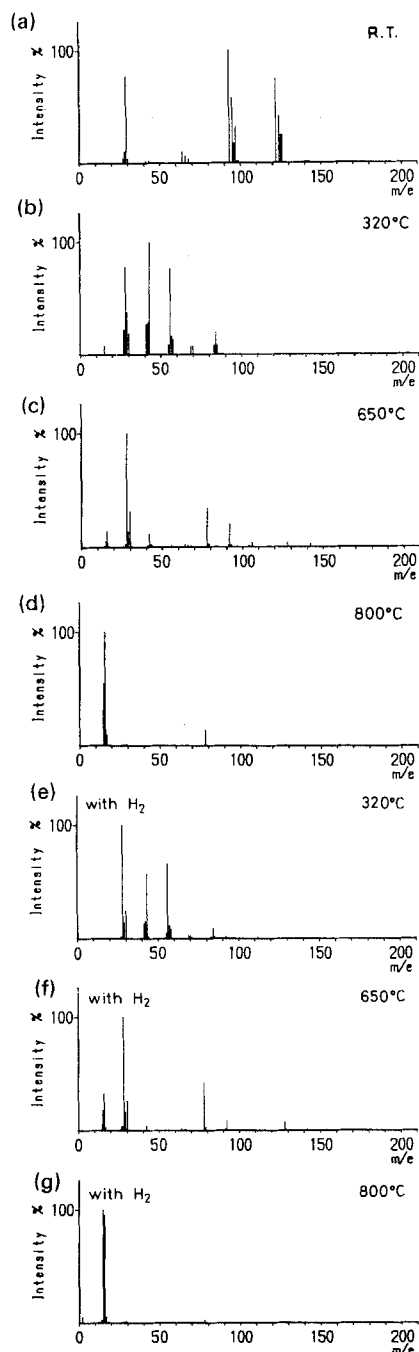 (a)
R.T.
Intensity %
100
50
100
150
200
m/e
(b)
320°C
Intensity %
100
50
100
150
200
m/e
(c)
650°C
Intensity %
100
0
50
100
150
200
m/e
(d)
800°C
Intensity %
100
0
50
100
150
200
m/e
(e)
with H₂
320°C
Intensity %
100
0
50
100
150
200
m/e
(f)
with H₂
650°C
Intensity %
100
0
50
100
150
200
m/e
(g)
with H₂
800°C
Intensity %
100
0
50
100
150
200
m/e